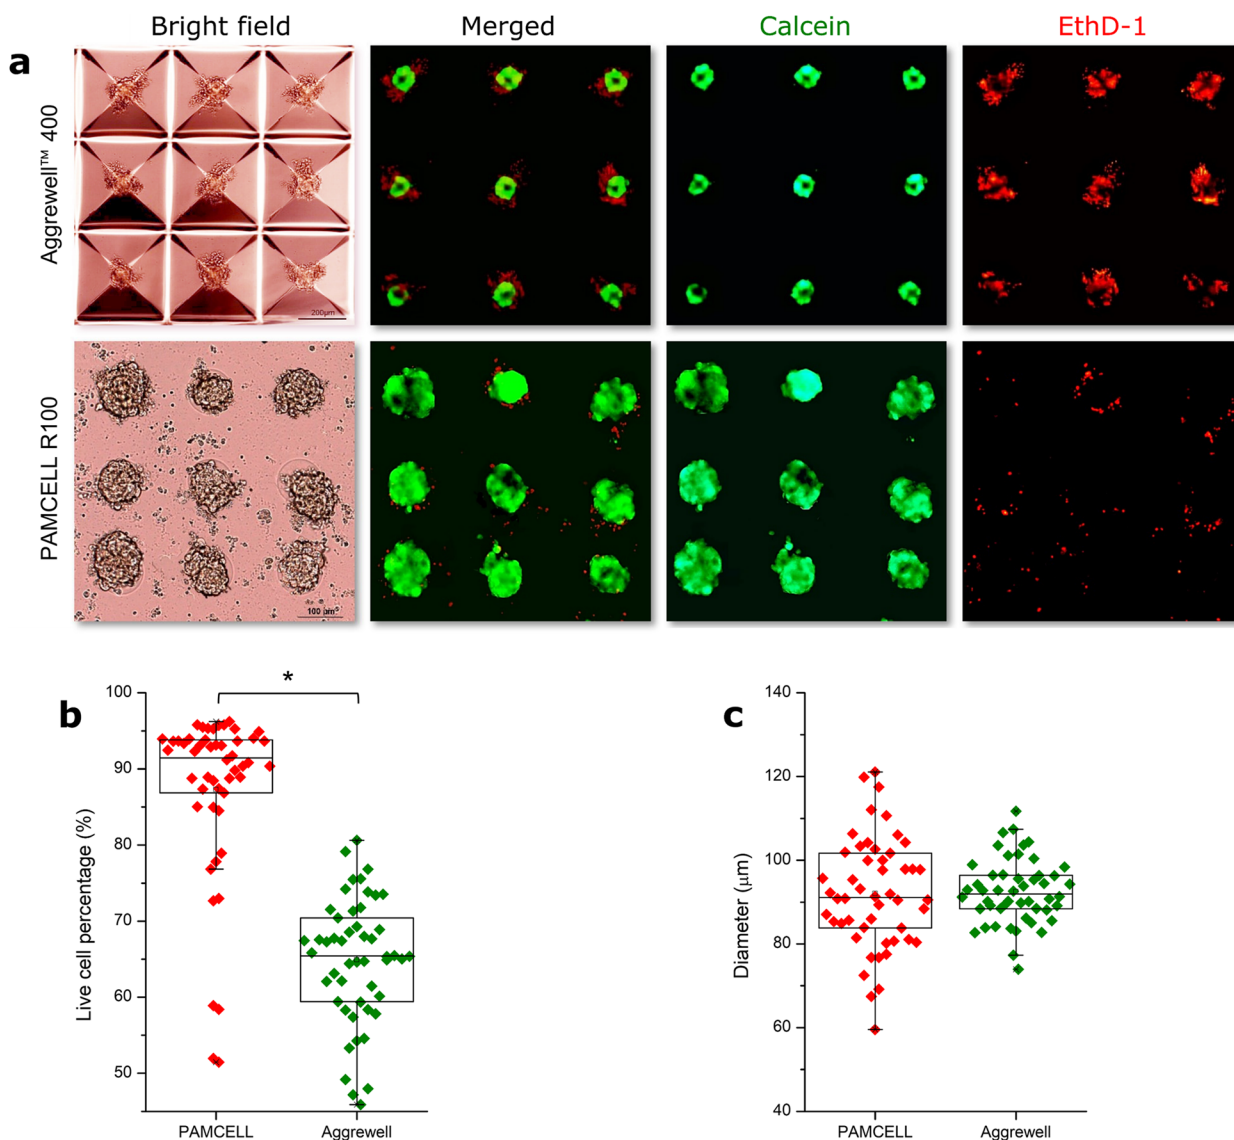 Bright field
Merged
Calcein
EthD-1
a
Aggrewell™ 400
200µm
PAMCELL R100
100 µm
b
*
100
90
80
70
60
50
Live cell percentage (%)
PAMCELL
Aggrewell
c
140
120
100
80
60
40
Diameter (µm)
PAMCELL
Aggrewell